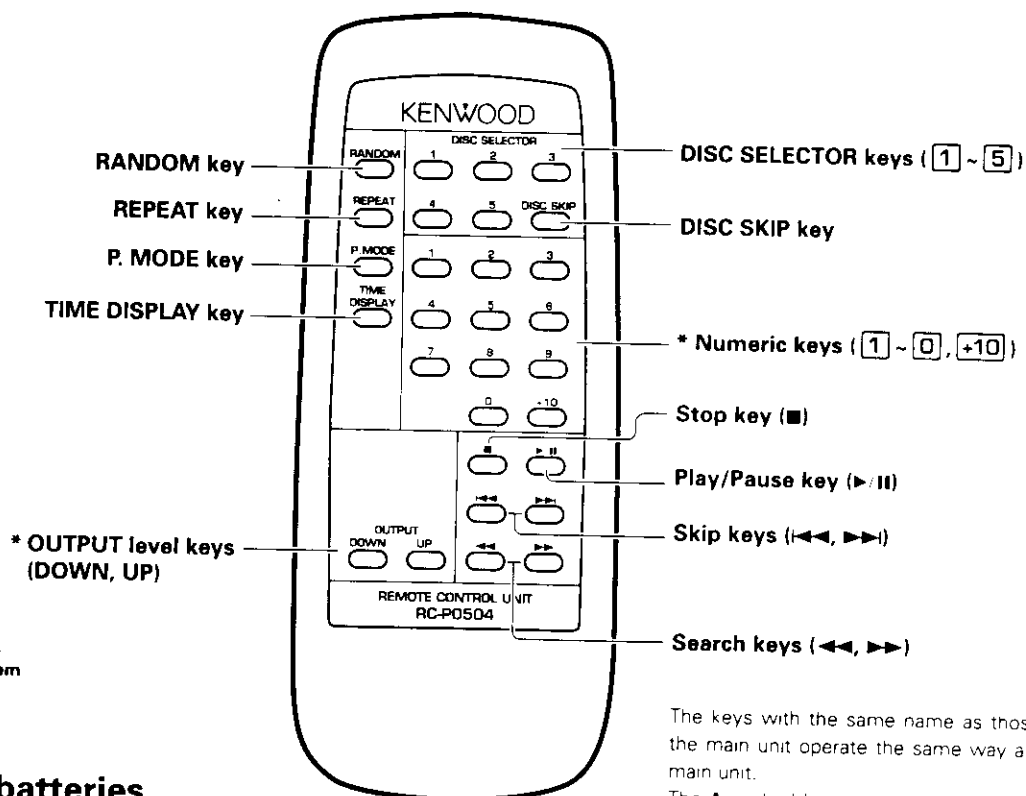 KENWOOD
DISC SELECTOR
RANDOM 1 2 3
REPEAT 4 5 DISC SKIP
P. MODE 1 2 3
TIME
DISPLAY 4 5 6
7 8 9
0 +10
■ ►II
I◄◄ ►►I
OUTPUT
DOWN UP ◄◄ ►►
REMOTE CONTROL UNIT
RC-P0504
RANDOM key
REPEAT key
P. MODE key
TIME DISPLAY key
* OUTPUT level keys
(DOWN, UP)
DISC SELECTOR keys ( 1 ~ 5 )
DISC SKIP key
* Numeric keys ( 1 ~ 0 , +10 )
Stop key (■)
Play/Pause key (►/II)
Skip keys (I◄◄, ►►I)
Search keys (◄◄, ►►)
The keys with the same name as thos
the main unit operate the same way a
main unit.
batteries